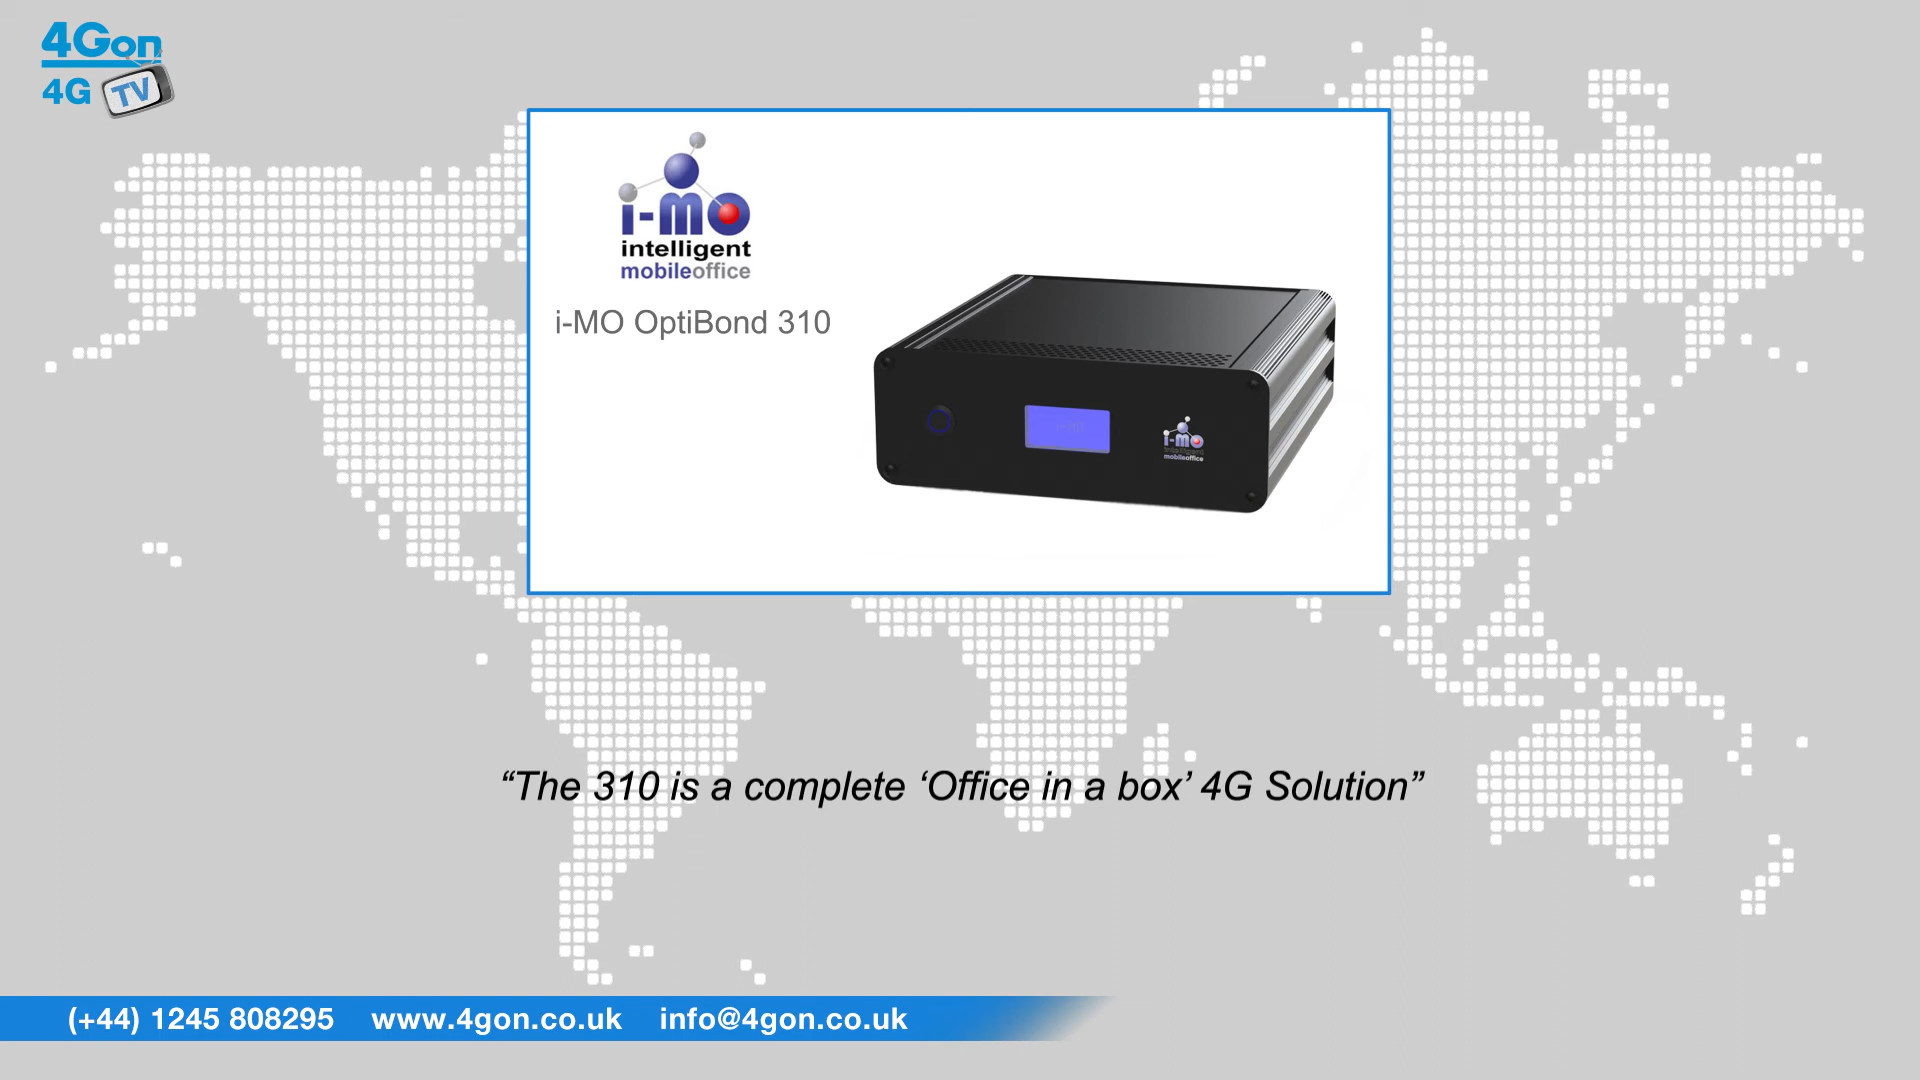 4Gon
4G TV
i-MO
intelligent
mobileoffice
i-MO OptiBond 310
i-MO
intelligent
mobileoffice
“The 310 is a complete ‘Office in a box’ 4G Solution”
(+44) 1245 808295 www.4gon.co.uk info@4gon.co.uk